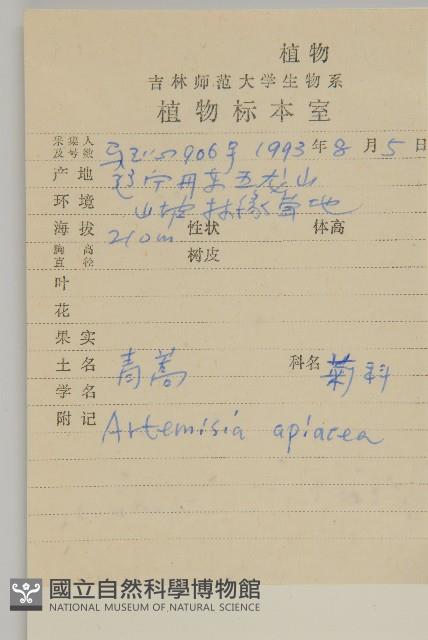 植物
吉林师范大学生物系
植物标本室
采集人及号数 906号 1993年8月5日
产地 辽宁丹东五龙山
环境 山坡林缘草地
海拔 210m 性状 体高
胸高直径 树皮
叶
花
果实
土名 青蒿 科名 菊科
学名
附记 Artemisia apiacea
國立自然科學博物館
NATIONAL MUSEUM OF NATURAL SCIENCE